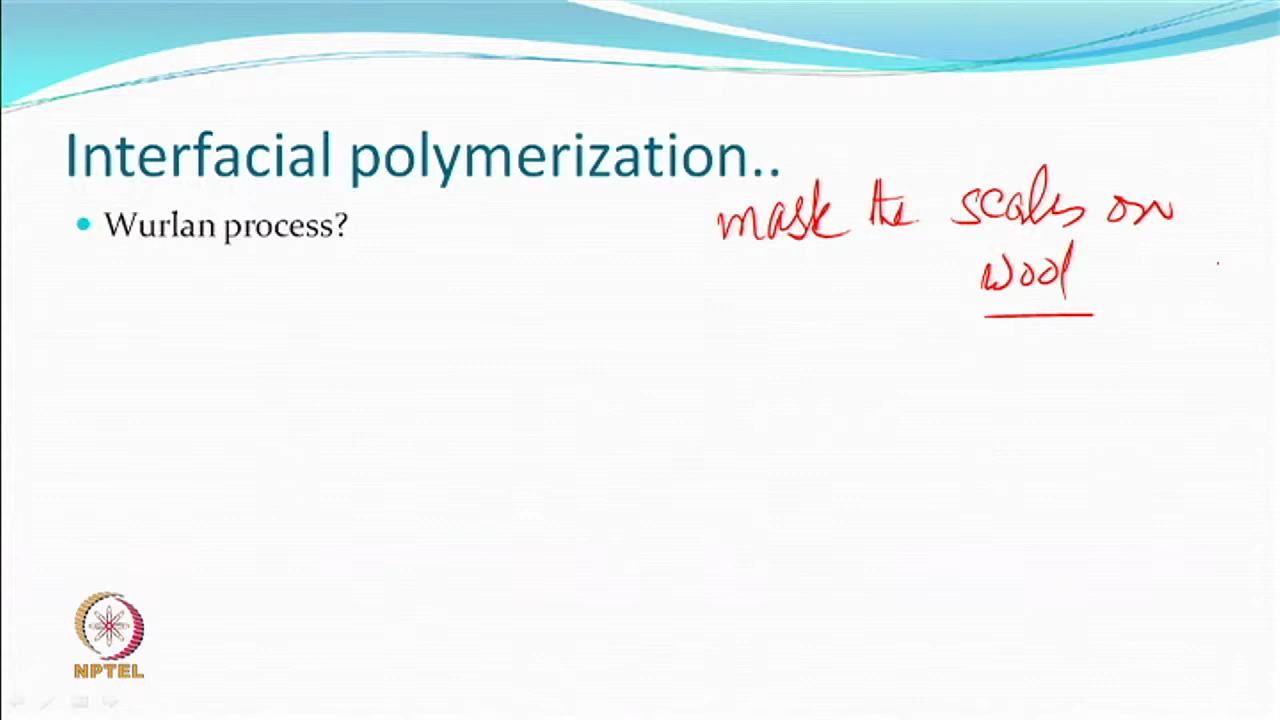 Interfacial polymerization..
Wurlan process?
mask the scales on
wool
NPTEL